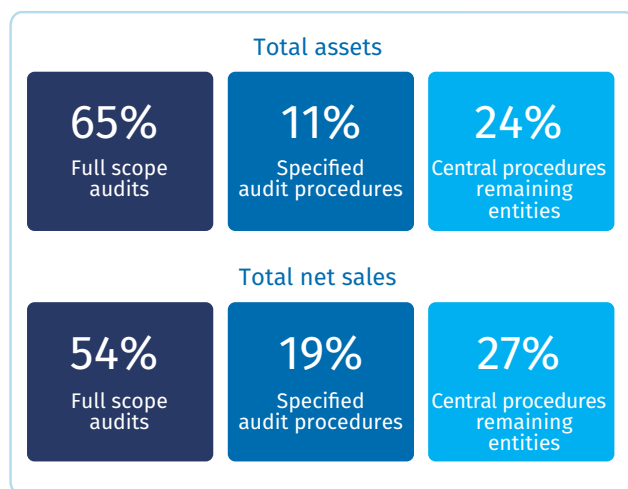 Total assets
65%
Full scope
audits
11%
Specified
audit procedures
24%
Central procedures
remaining
entities
Total net sales
54%
Full scope
audits
19%
Specified
audit procedures
27%
Central procedures
remaining
entities